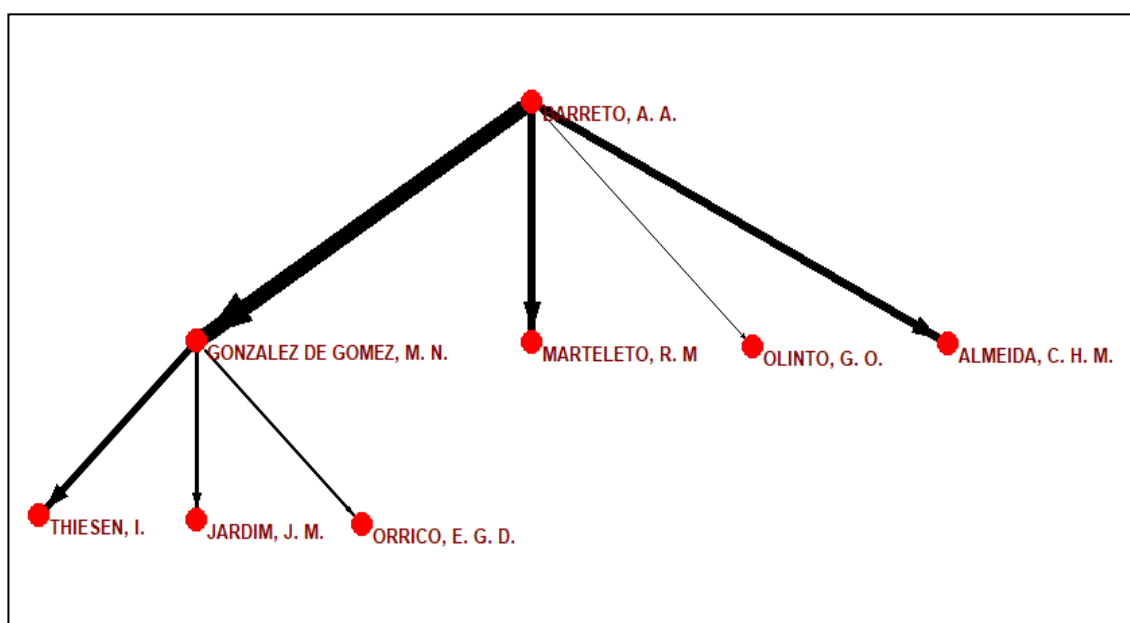 BARRETO, A. A.
GONZALEZ DE GOMEZ, M. N.
MARTELETO, R. M
OLINTO, G. O.
ALMEIDA, C. H. M.
THIESEN, I.
JARDIM, J. M.
ORRICO, E. G. D.